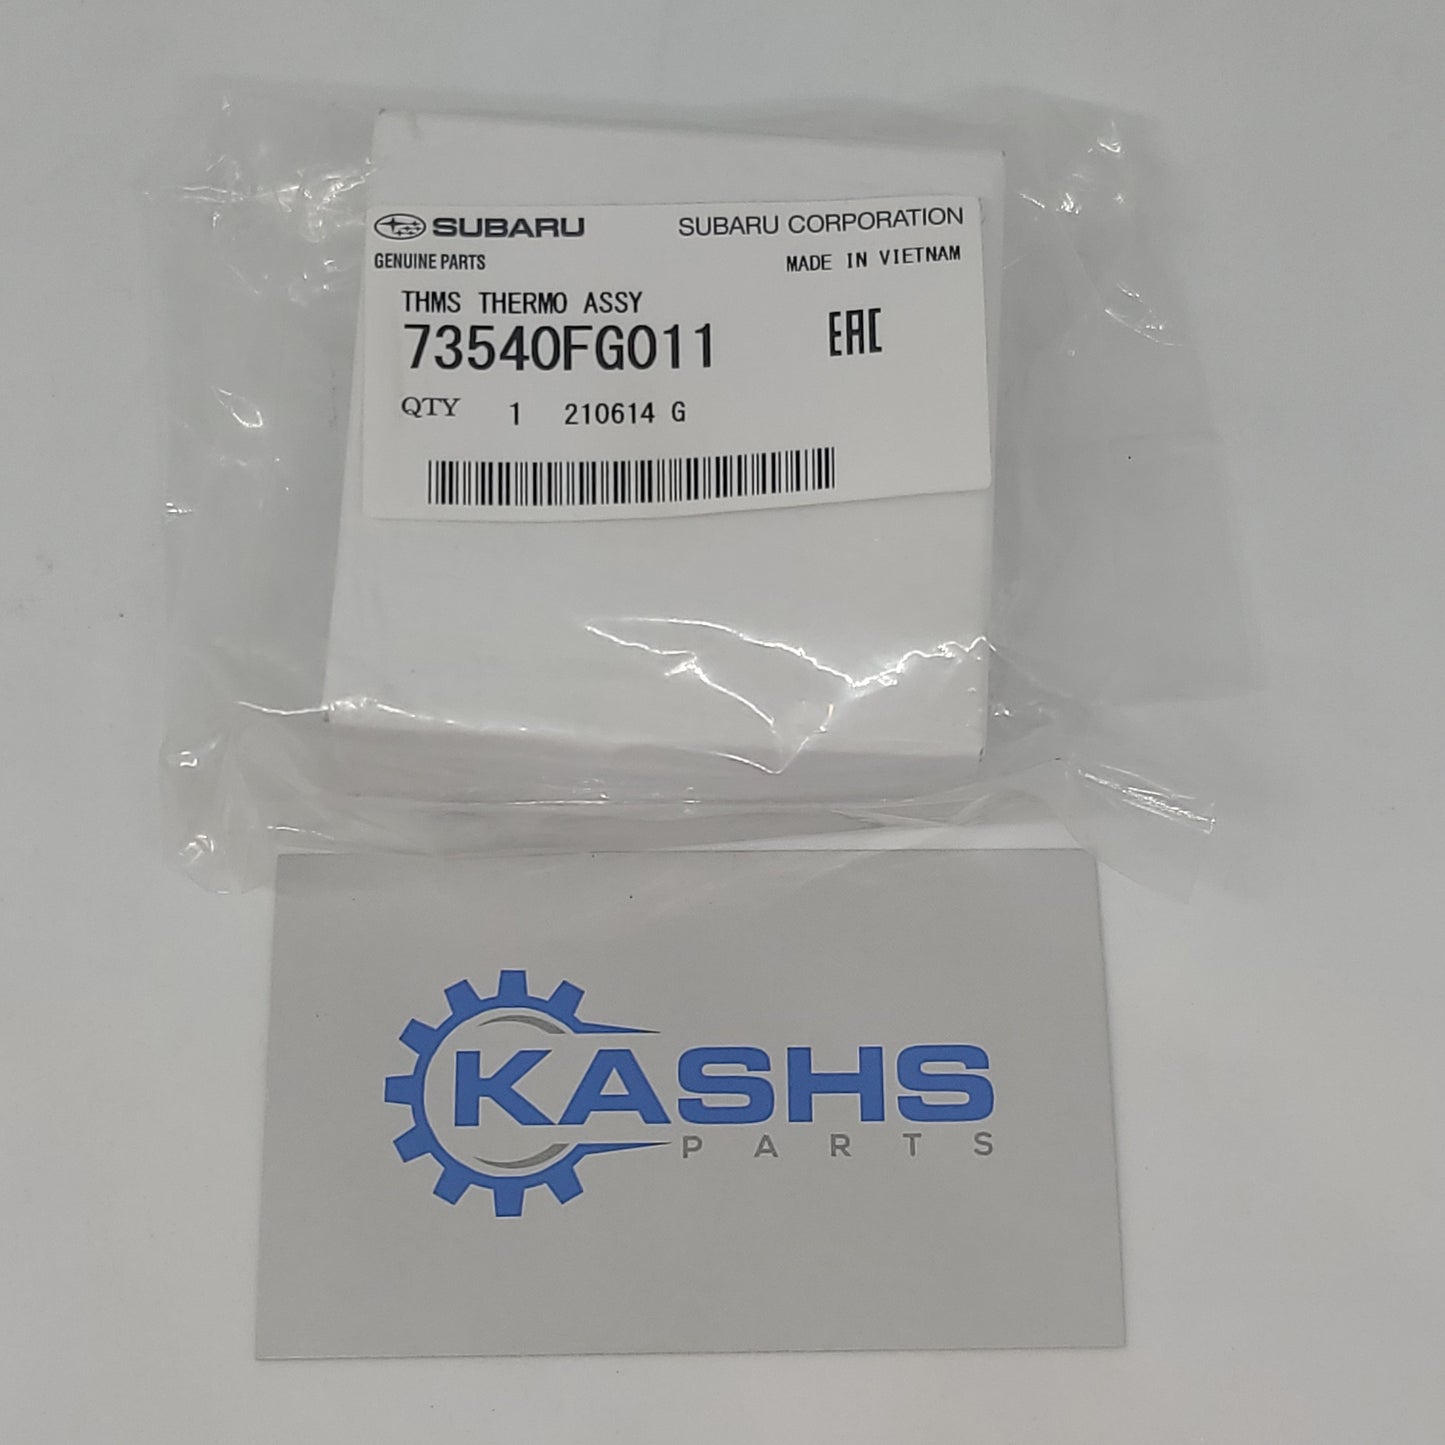 SUBARU SUBARU CORPORATION
GENUINE PARTS MADE IN VIETNAM
THMS THERMO ASSY
73540FG011 EAC
QTY 1 210614 G
KASHS
PARTS